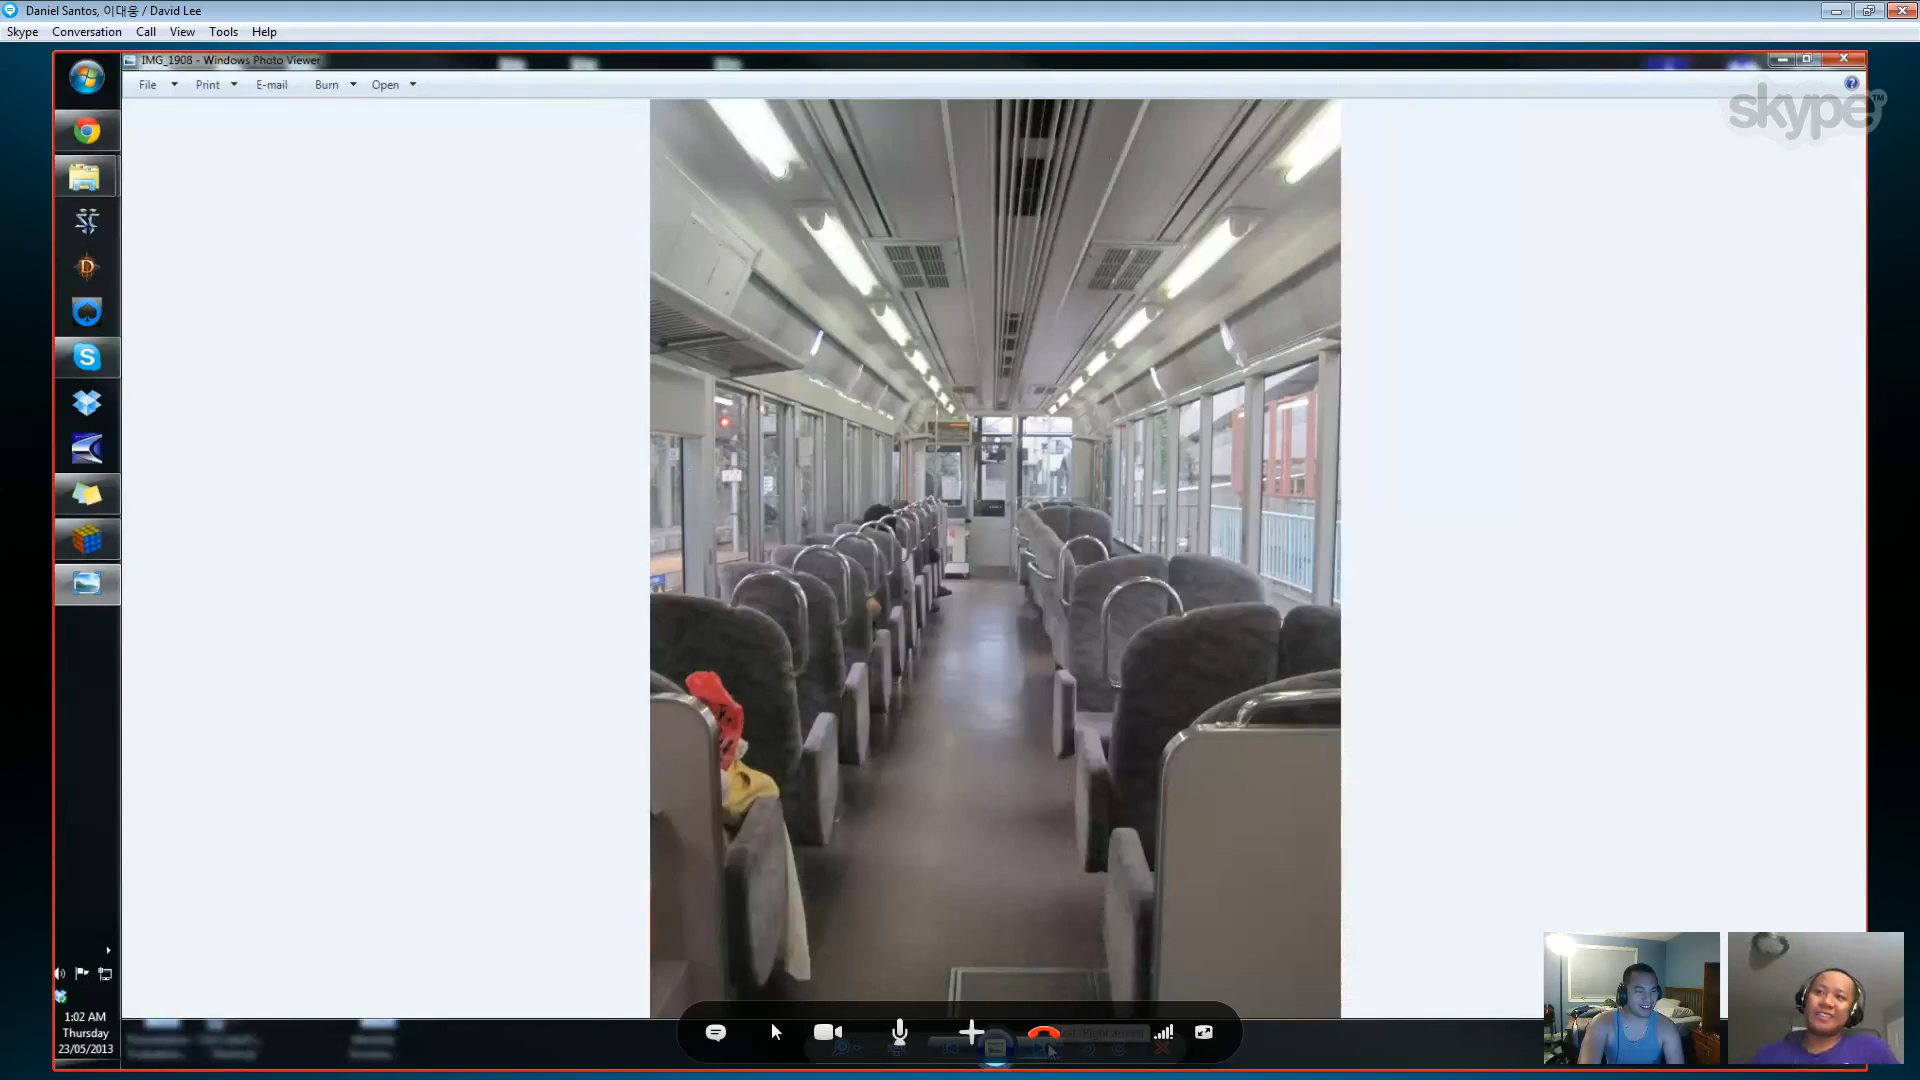 Daniel Santos, 이대웅 / David Lee
Skype Conversation Call View Tools Help
IMG_1908 - Windows Photo Viewer
File Print E-mail Burn Open
skype™
1:02 AM
Thursday
23/05/2013